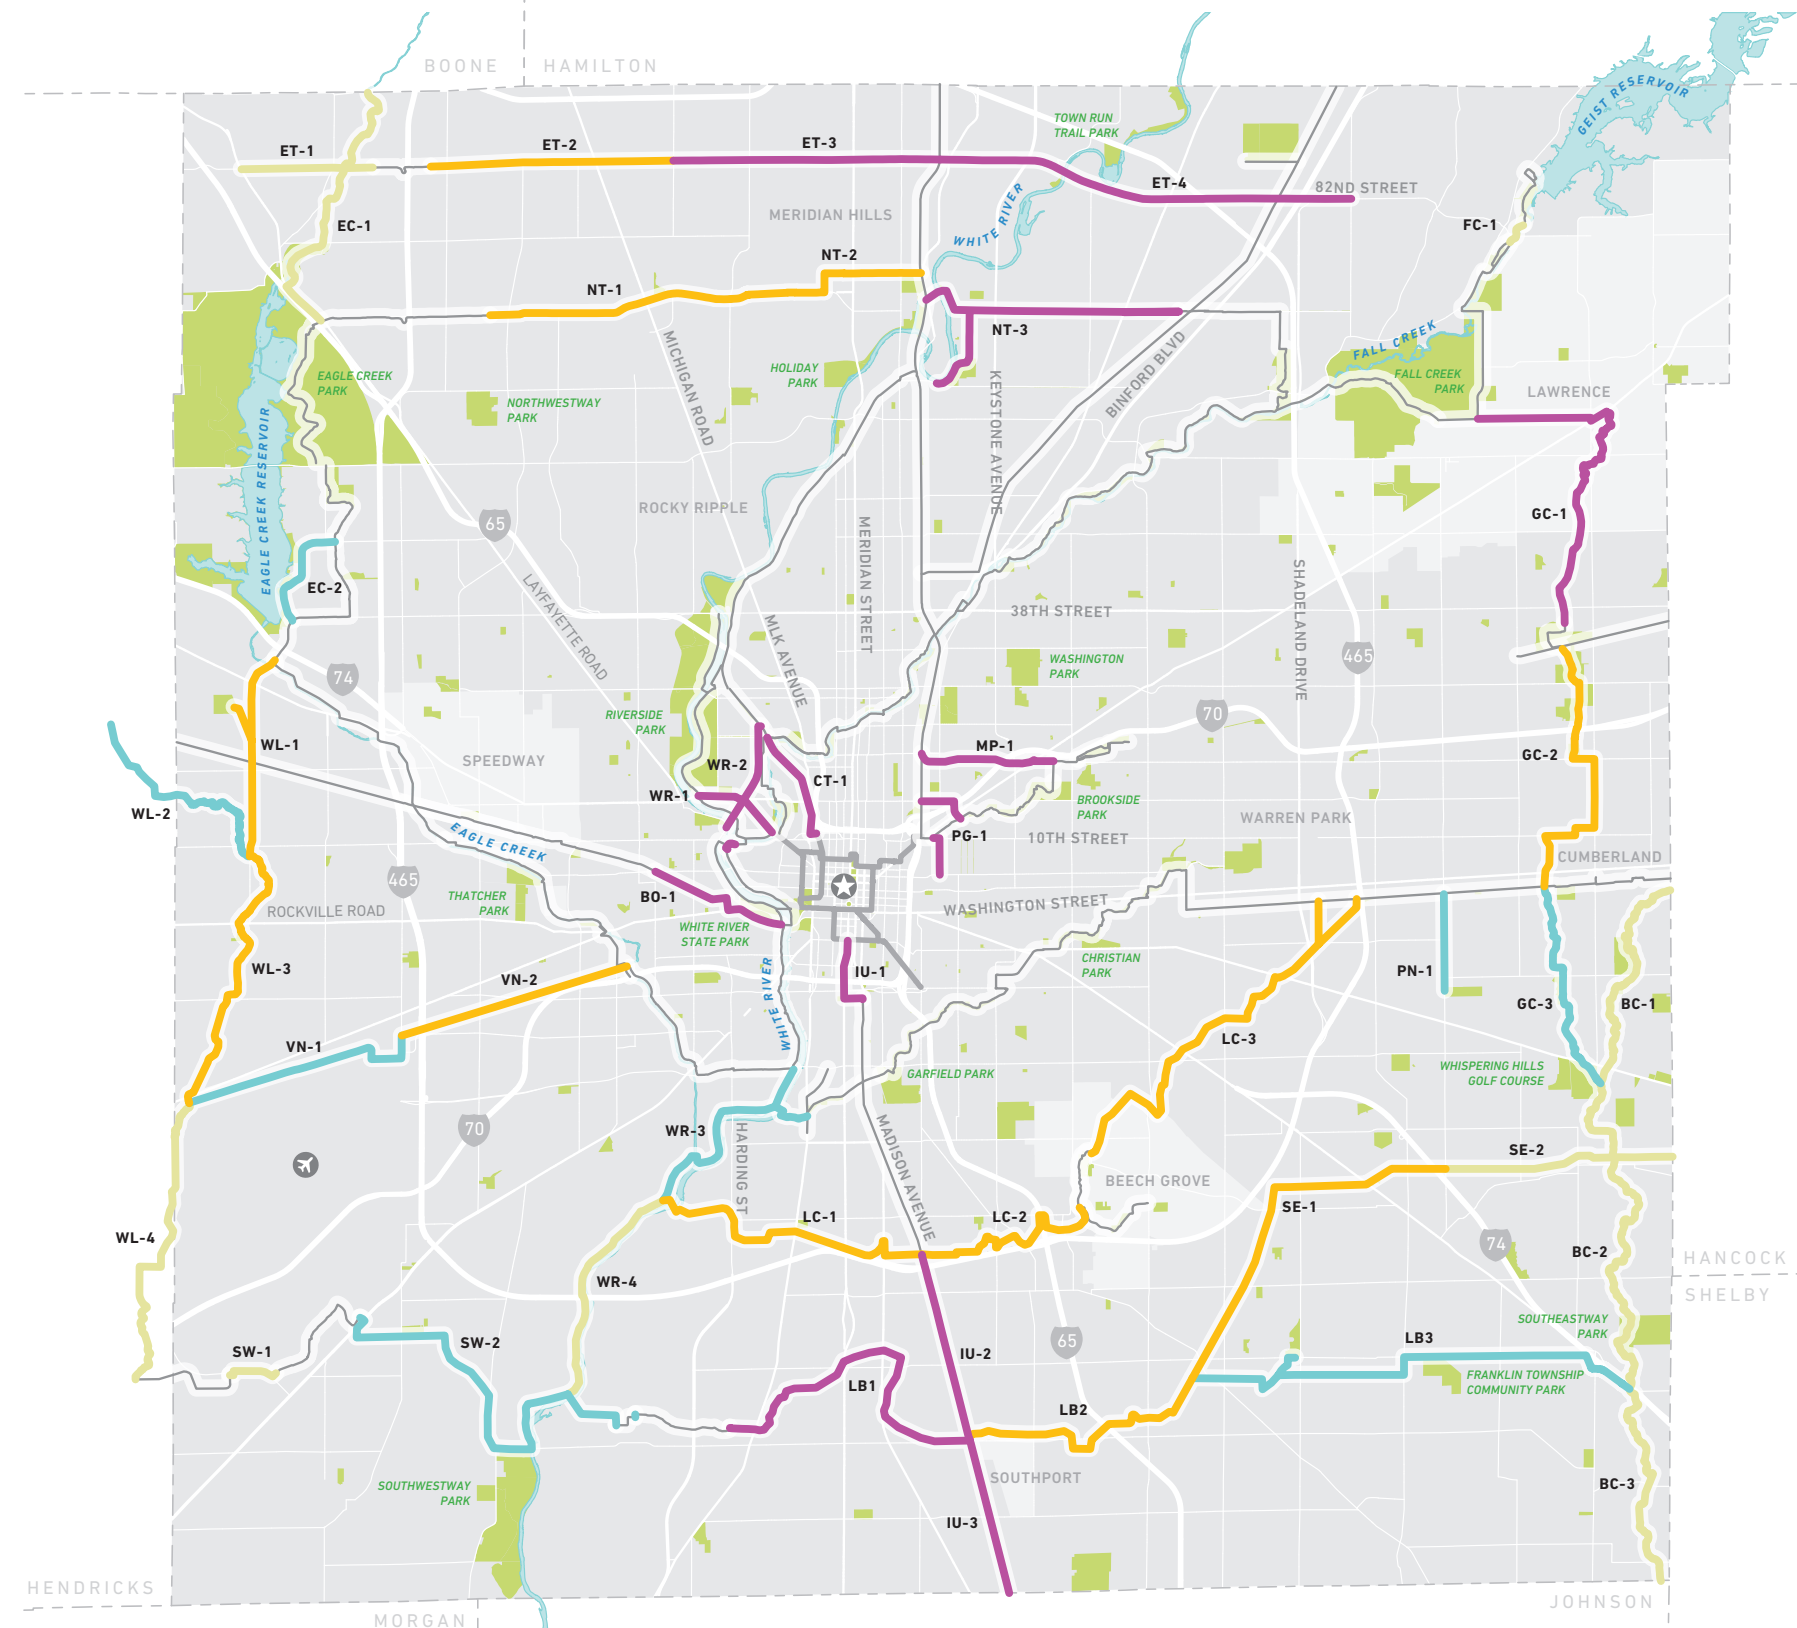 BOONE
HAMILTON
GEIST RESERVOIR
TOWN RUN
TRAIL PARK
ET-1
ET-2
ET-3
ET-4
82ND STREET
MERIDIAN HILLS
WHITE RIVER
EC-1
FC-1
NT-2
NT-1
NT-3
MICHIGAN ROAD
BINFORD BLVD
FALL CREEK
HOLIDAY
PARK
EAGLE CREEK
PARK
FALL CREEK
PARK
LAWRENCE
NORTHWESTWAY
PARK
KEYSTONE AVENUE
EAGLE CREEK RESERVOIR
ROCKY RIPPLE
GC-1
65
MERIDIAN STREET
EC-2
LAYFAYETTE ROAD
SHADELAND DRIVE
38TH STREET
MLK AVENUE
WASHINGTON
PARK
465
74
RIVERSIDE
PARK
70
WL-1
SPEEDWAY
MP-1
GC-2
WR-2
CT-1
WR-1
BROOKSIDE
PARK
WL-2
EAGLE CREEK
PG-1
10TH STREET
WARREN PARK
CUMBERLAND
465
THATCHER
PARK
BO-1
ROCKVILLE ROAD
WASHINGTON STREET
WHITE RIVER
STATE PARK
WL-3
VN-2
IU-1
CHRISTIAN
PARK
PN-1
WHITE RIVER
GC-3
BC-1
VN-1
LC-3
WHISPERING HILLS
GOLF COURSE
GARFIELD PARK
70
WR-3
HARDING ST
MADISON AVENUE
SE-2
BEECH GROVE
SE-1
LC-1
LC-2
WL-4
74
BC-2
HANCOCK
WR-4
SHELBY
SOUTHEASTWAY
PARK
SW-1
SW-2
65
LB3
IU-2
LB1
FRANKLIN TOWNSHIP
COMMUNITY PARK
LB2
SOUTHPORT
SOUTHWESTWAY
PARK
BC-3
IU-3
HENDRICKS
JOHNSON
MORGAN